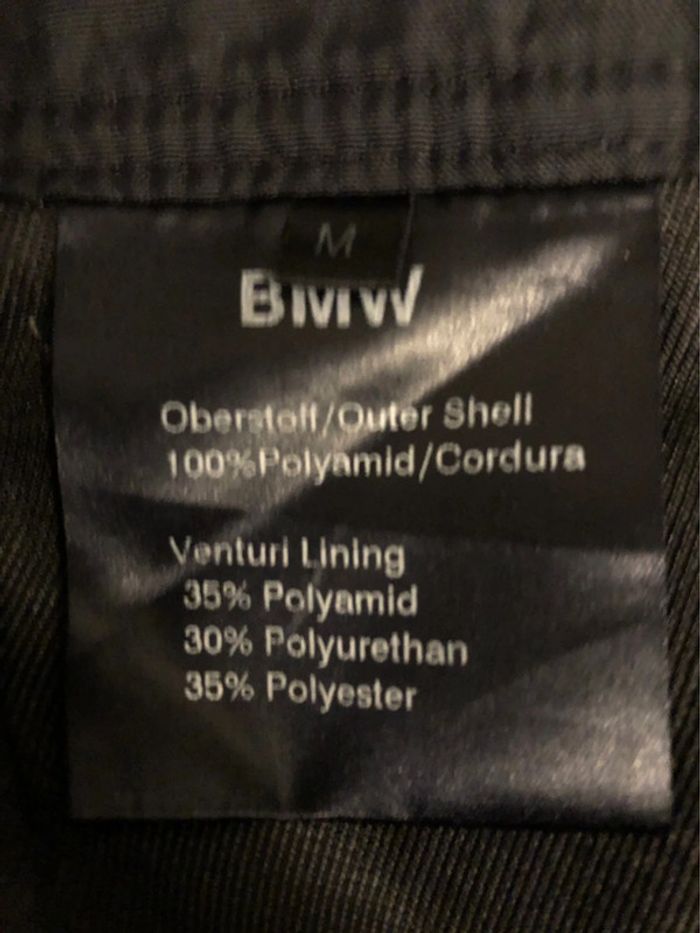 M
BMW
Oberstoff/Outer Shell
100%Polyamid/Cordura
Venturi Lining
35% Polyamid
30% Polyurethan
35% Polyester